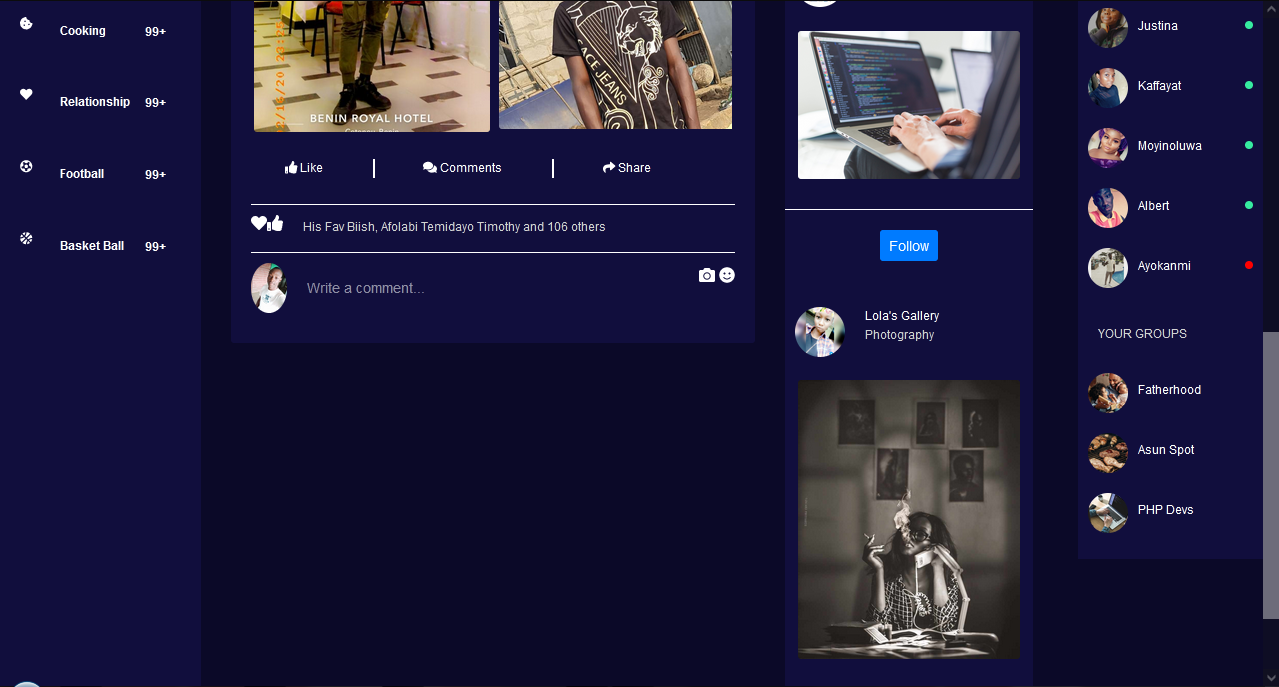 Cooking 99+
Relationship 99+
Football 99+
Basket Ball 99+
BENIN ROYAL HOTEL
ACE JEANS
Like
Comments
Share
His Fav Biish, Afolabi Temidayo Timothy and 106 others
Write a comment...
Follow
Lola's Gallery
Photography
Justina
Kaffayat
Moyinoluwa
Albert
Ayokanmi
YOUR GROUPS
Fatherhood
Asun Spot
PHP Devs